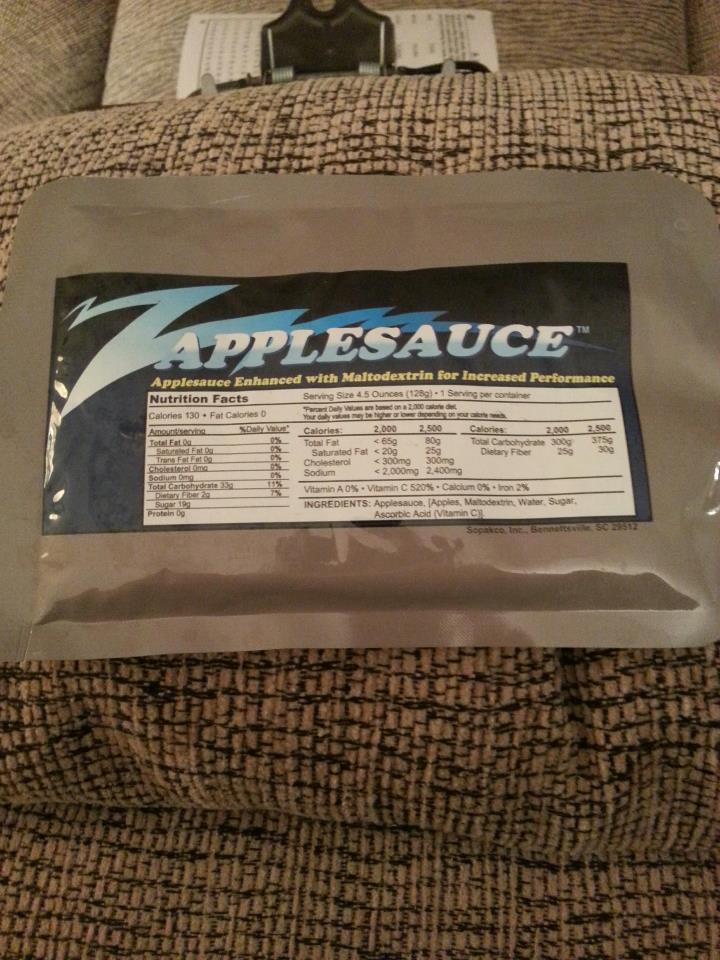 ZAPPLESAUCE™
Applesauce Enhanced with Maltodextrin for Increased Performance
Nutrition Facts
Calories 130 • Fat Calories 0
Amount/serving %Daily Value*
Total Fat 0g 0%
Saturated Fat 0g 0%
Trans Fat Fat 0g 0%
Cholesterol 0mg 0%
Sodium 0mg 0%
Total Carbohydrate 33g 11%
Dietary Fiber 2g 7%
Sugar 19g
Protein 0g
Serving Size 4.5 Ounces (128g) • 1 Serving per container
*Percent Daily Values are based on a 2,000 calorie diet.
Your daily values may be higher or lower depending on your calorie needs.
Calories: 2,000 2,500
Total Fat < 65g 80g
Saturated Fat < 20g 25g
Cholesterol < 300mg 300mg
Sodium < 2,000mg 2,400mg
Calories: 2,000 2,500
Total Carbohydrate 300g 375g
Dietary Fiber 25g 30g
Vitamin A 0% • Vitamin C 520% • Calcium 0% • Iron 2%
INGREDIENTS: Applesauce, [Apples, Maltodextrin, Water, Sugar,
Ascorbic Acid (Vitamin C)].
Sopakco, Inc., Bennettsville, SC 29512